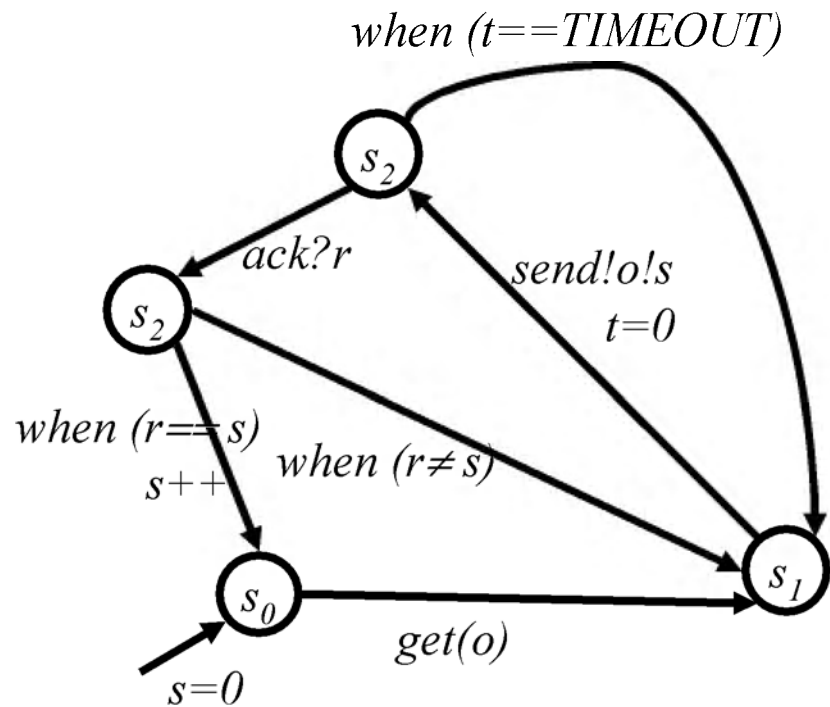 when (t==TIMEOUT)
s₂
ack?r
send!o!s
t=0
s₂
when (r==s)
s++
when (r≠s)
s₁
s₀
get(o)
s=0